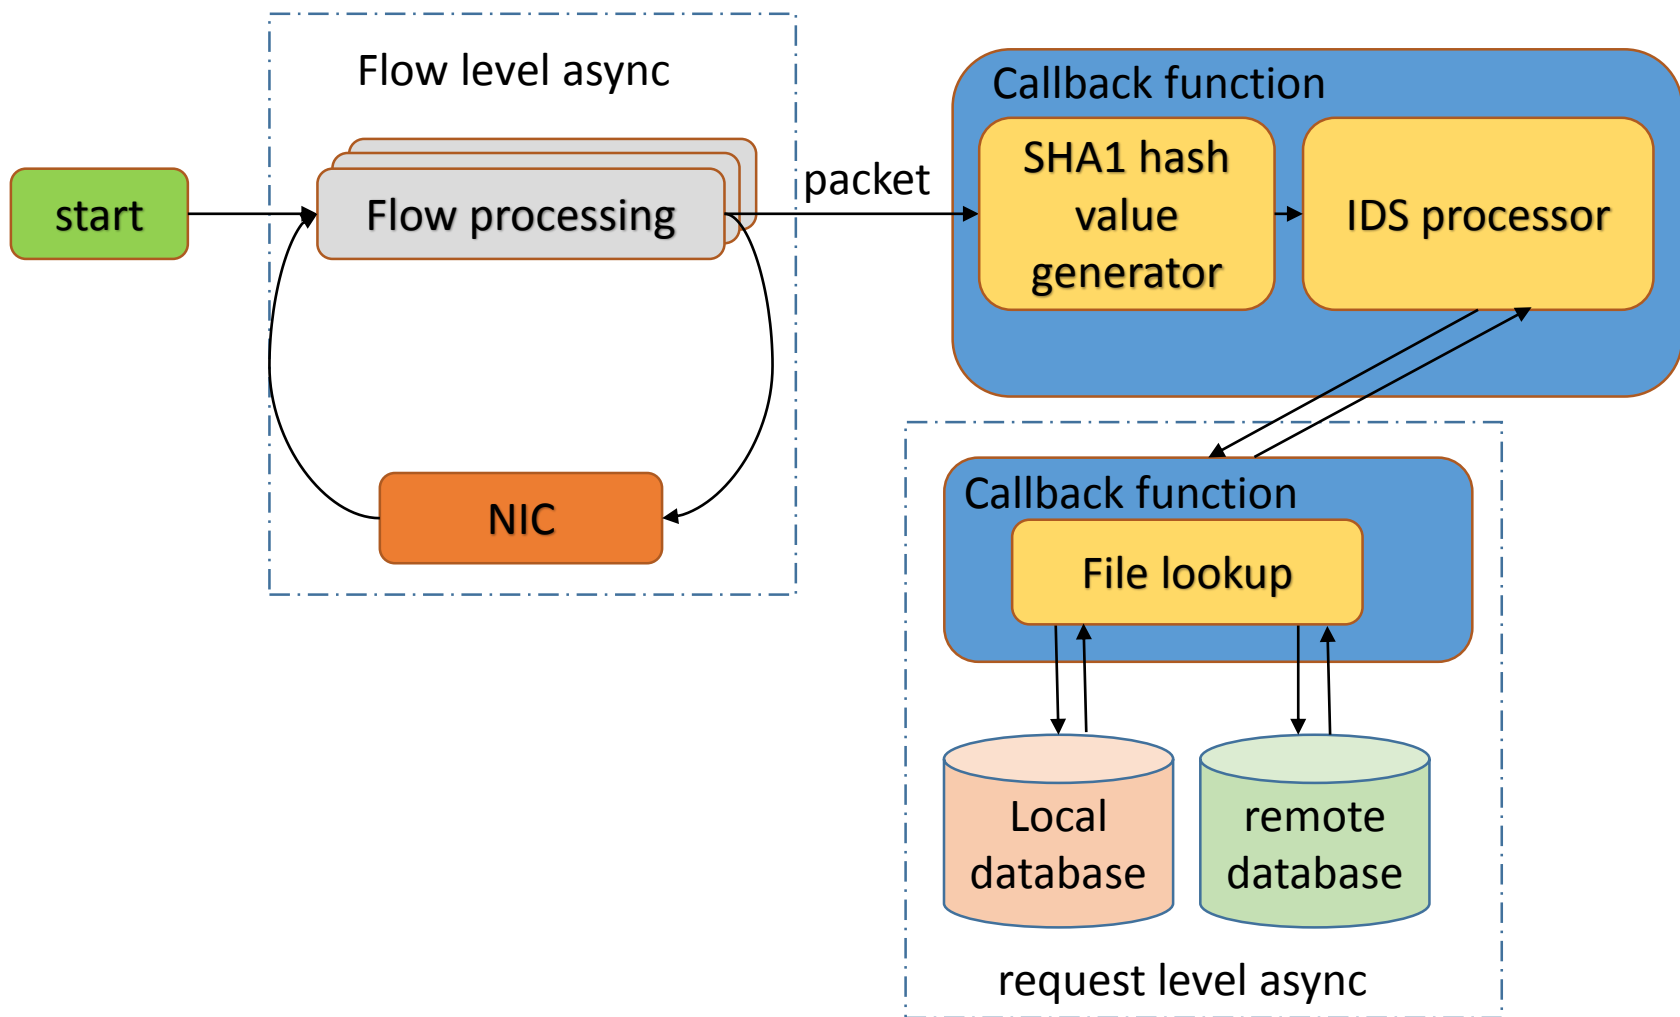 Flow level async
start
Flow processing
NIC
packet
Callback function
SHA1 hash
value
generator
IDS processor
Callback function
File lookup
Local
database
remote
database
request level async